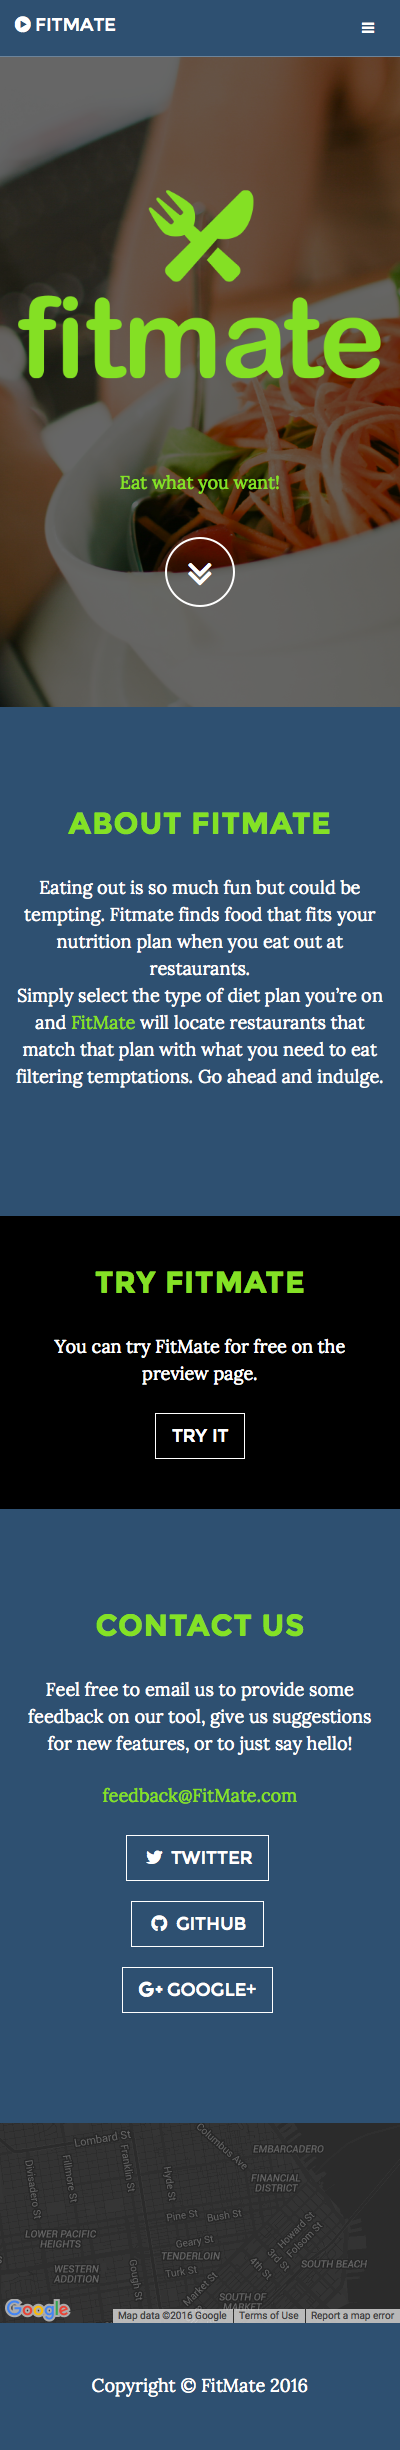 FITMATE
fitmate
Eat what you want!
ABOUT FITMATE
Eating out is so much fun but could be
tempting. Fitmate finds food that fits your
nutrition plan when you eat out at
restaurants.
Simply select the type of diet plan you’re on
and FitMate will locate restaurants that
match that plan with what you need to eat
filtering temptations. Go ahead and indulge.
TRY FITMATE
You can try FitMate for free on the
preview page.
TRY IT
CONTACT US
Feel free to email us to provide some
feedback on our tool, give us suggestions
for new features, or to just say hello!
feedback@FitMate.com
TWITTER
GITHUB
G+ GOOGLE+
Lombard St
Columbus Ave
EMBARCADERO
Divisadero St
Fillmore St
Franklin St
Hyde St
FINANCIAL
DISTRICT
Pine St
Bush St
LOWER PACIFIC
HEIGHTS
Geary St
TENDERLOIN
Howard St
Folsom St
3rd St
4th St
SOUTH BEACH
WESTERN
ADDITION
Gough St
Turk St
Market St
SOUTH OF
MARKET
Google
Map data ©2016 Google
Terms of Use
Report a map error
Copyright © FitMate 2016